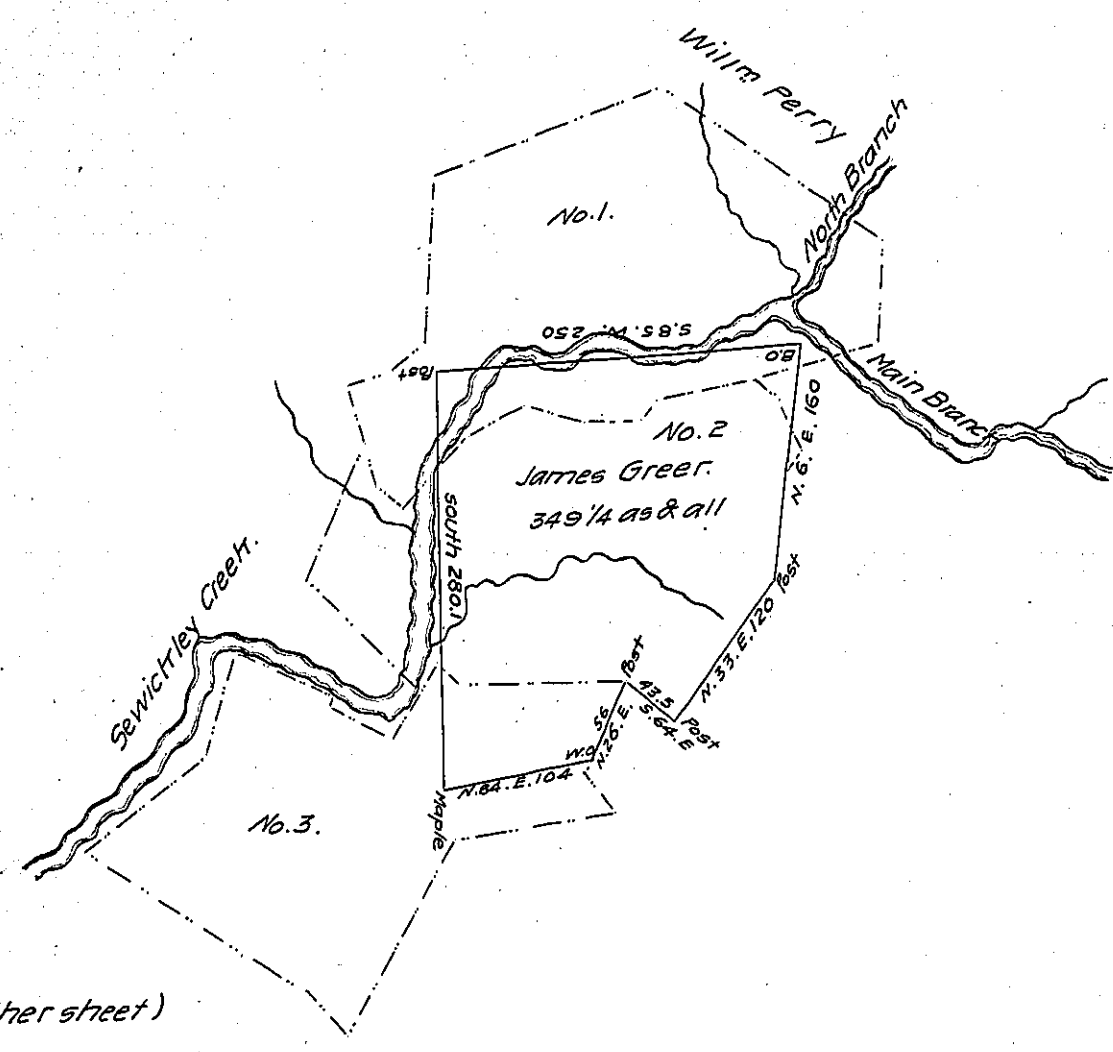 Willm Perry
North Branch
No.1.
S.85.W. 250
Post
B.O
Main Branc
No.2
James Greer.
349 1/4 as & all
N.6.E.160
South 280.1
Post
Sewickley Creek.
Post
N.33.E.120
43.5
S.64.E
Post
56
N.26.E
W.O
N.84.E.104
Maple
No.3.
her sheet)